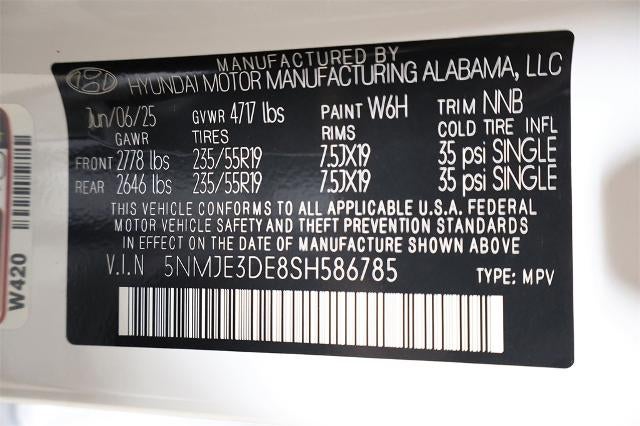 MANUFACTURED BY
HYUNDAI MOTOR MANUFACTURING ALABAMA, LLC
Jun/06/25 GVWR 4717 lbs PAINT W6H TRIM NNB
GAWR TIRES RIMS COLD TIRE INFL
FRONT 2778 lbs 235/55R19 7.5JX19 35 psi SINGLE
REAR 2646 lbs 235/55R19 7.5JX19 35 psi SINGLE
THIS VEHICLE CONFORMS TO ALL APPLICABLE U.S.A. FEDERAL
MOTOR VEHICLE SAFETY AND THEFT PREVENTION STANDARDS
IN EFFECT ON THE DATE OF MANUFACTURE SHOWN ABOVE
V.I.N 5NMJE3DE8SH586785 TYPE: MPV
W420